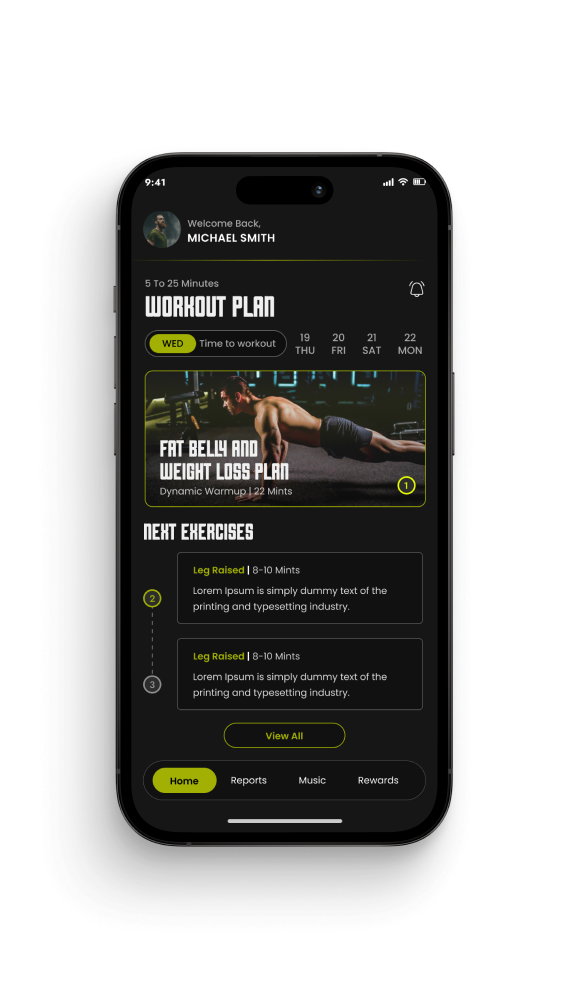 9:41
Welcome Back,
MICHAEL SMITH
5 To 25 Minutes
WORKOUT PLAN
WED Time to workout
19 20 21 22
THU FRI SAT MON
FAT BELLY AND
WEIGHT LOSS PLAN
Dynamic Warmup | 22 Mints
1
NEXT EXERCISES
Leg Raised | 8-10 Mints
2
Lorem Ipsum is simply dummy text of the
printing and typesetting industry.
Leg Raised | 8-10 Mints
3
Lorem Ipsum is simply dummy text of the
printing and typesetting industry.
View All
Home Reports Music Rewards